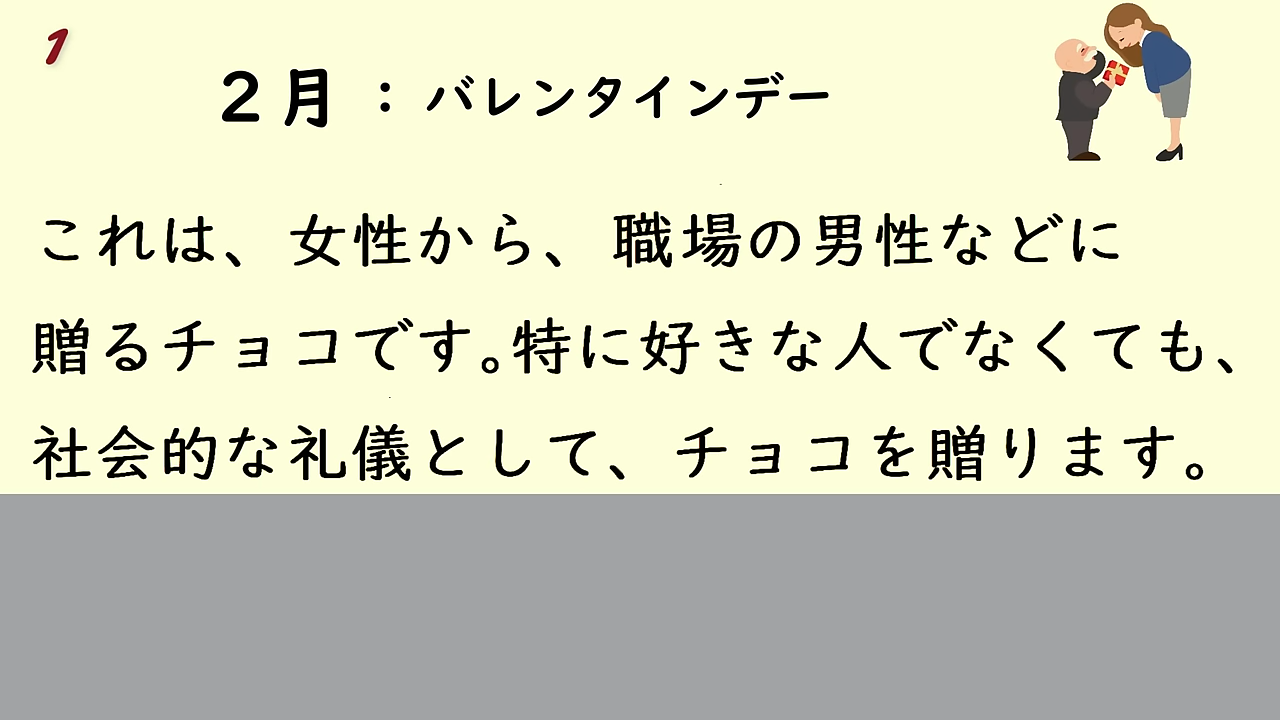 1
２月 : バレンタインデー
これは、女性から、職場の男性などに
贈るチョコです。特に好きな人でなくても、
社会的な礼儀として、チョコを贈ります。